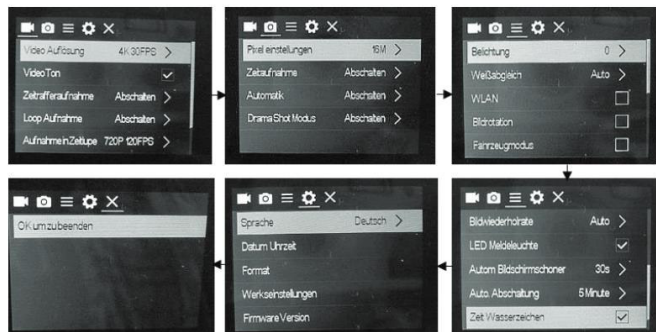 Video Auflösung 4K 30FPS
Video Ton
Zeitrafferaufnahme Abschalten
Loop Aufnahme Abschalten
Aufnahme in Zeitlupe 720P 120FPS
Pixel einstellungen 16M
Zeitaufnahme Abschalten
Automatik Abschalten
Drama Shot Modus Abschalten
Belichtung 0
Weißabgleich Auto
WLAN
Bildrotation
Fahrzeugmodus
Bildwiederholrate Auto
LED Meldeleuchte
Autom Bildschirmschoner 30s
Auto. Abschaltung 5 Minute
Zeit Wasserzeichen
Sprache Deutsch
Datum Uhrzeit
Format
Werkseinstellungen
Firmware Version
OK um zu beenden